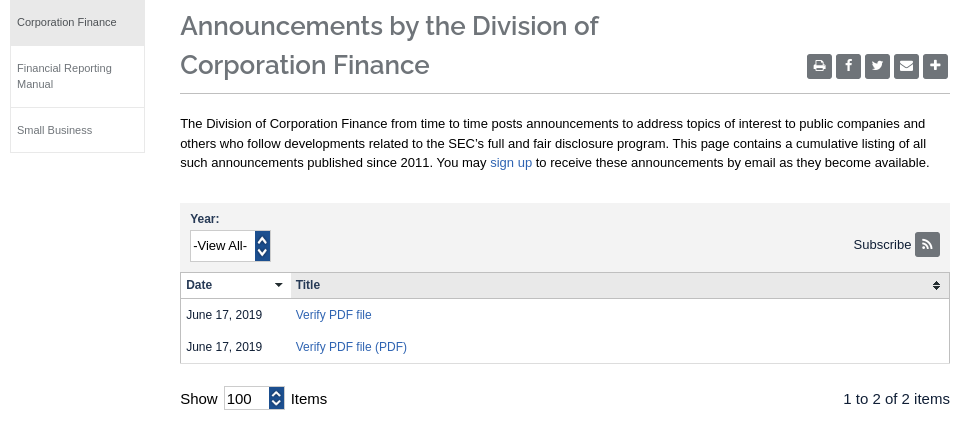 Corporation Finance
Financial Reporting
Manual
Small Business
Announcements by the Division of
Corporation Finance
The Division of Corporation Finance from time to time posts announcements to address topics of interest to public companies and
others who follow developments related to the SEC's full and fair disclosure program. This page contains a cumulative listing of all
such announcements published since 2011. You may sign up to receive these announcements by email as they become available.
Year:
-View All-
Subscribe
Date Title
June 17, 2019 Verify PDF file
June 17, 2019 Verify PDF file (PDF)
Show 100 Items 1 to 2 of 2 items